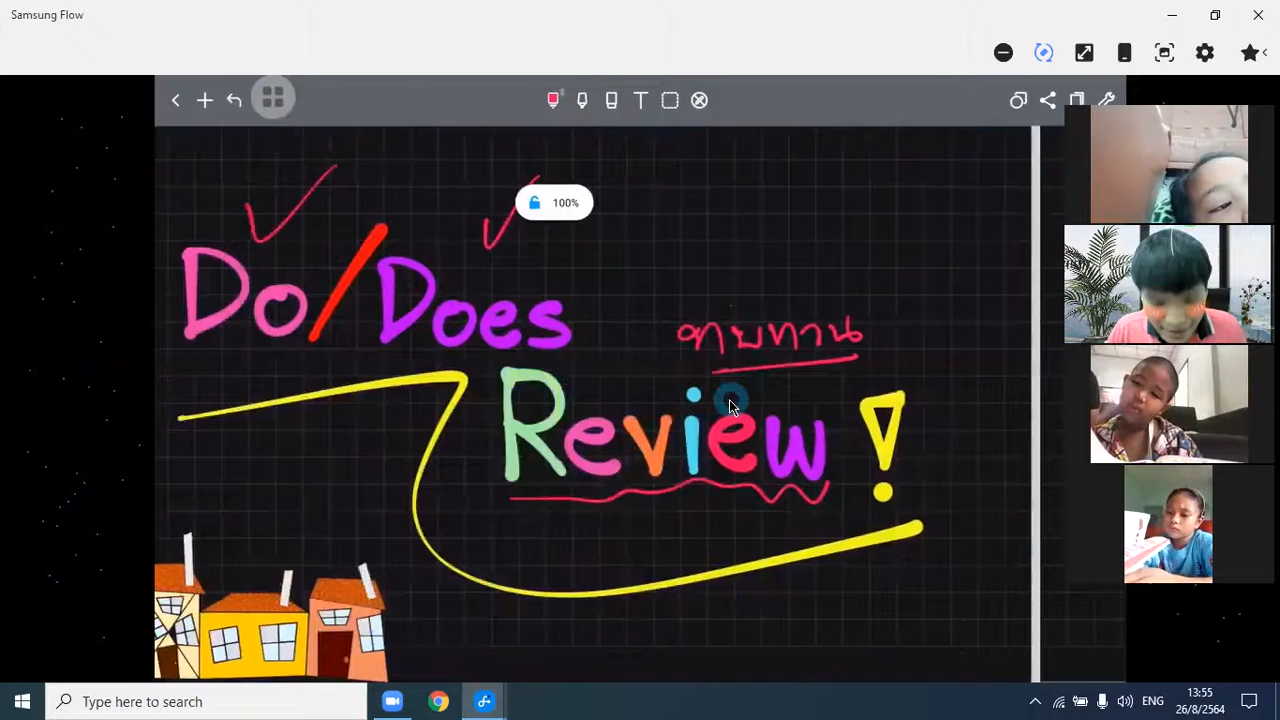 Samsung Flow
100%
Do/Does
ทบทวน
Review!
Type here to search
ENG
13:55
26/8/2564